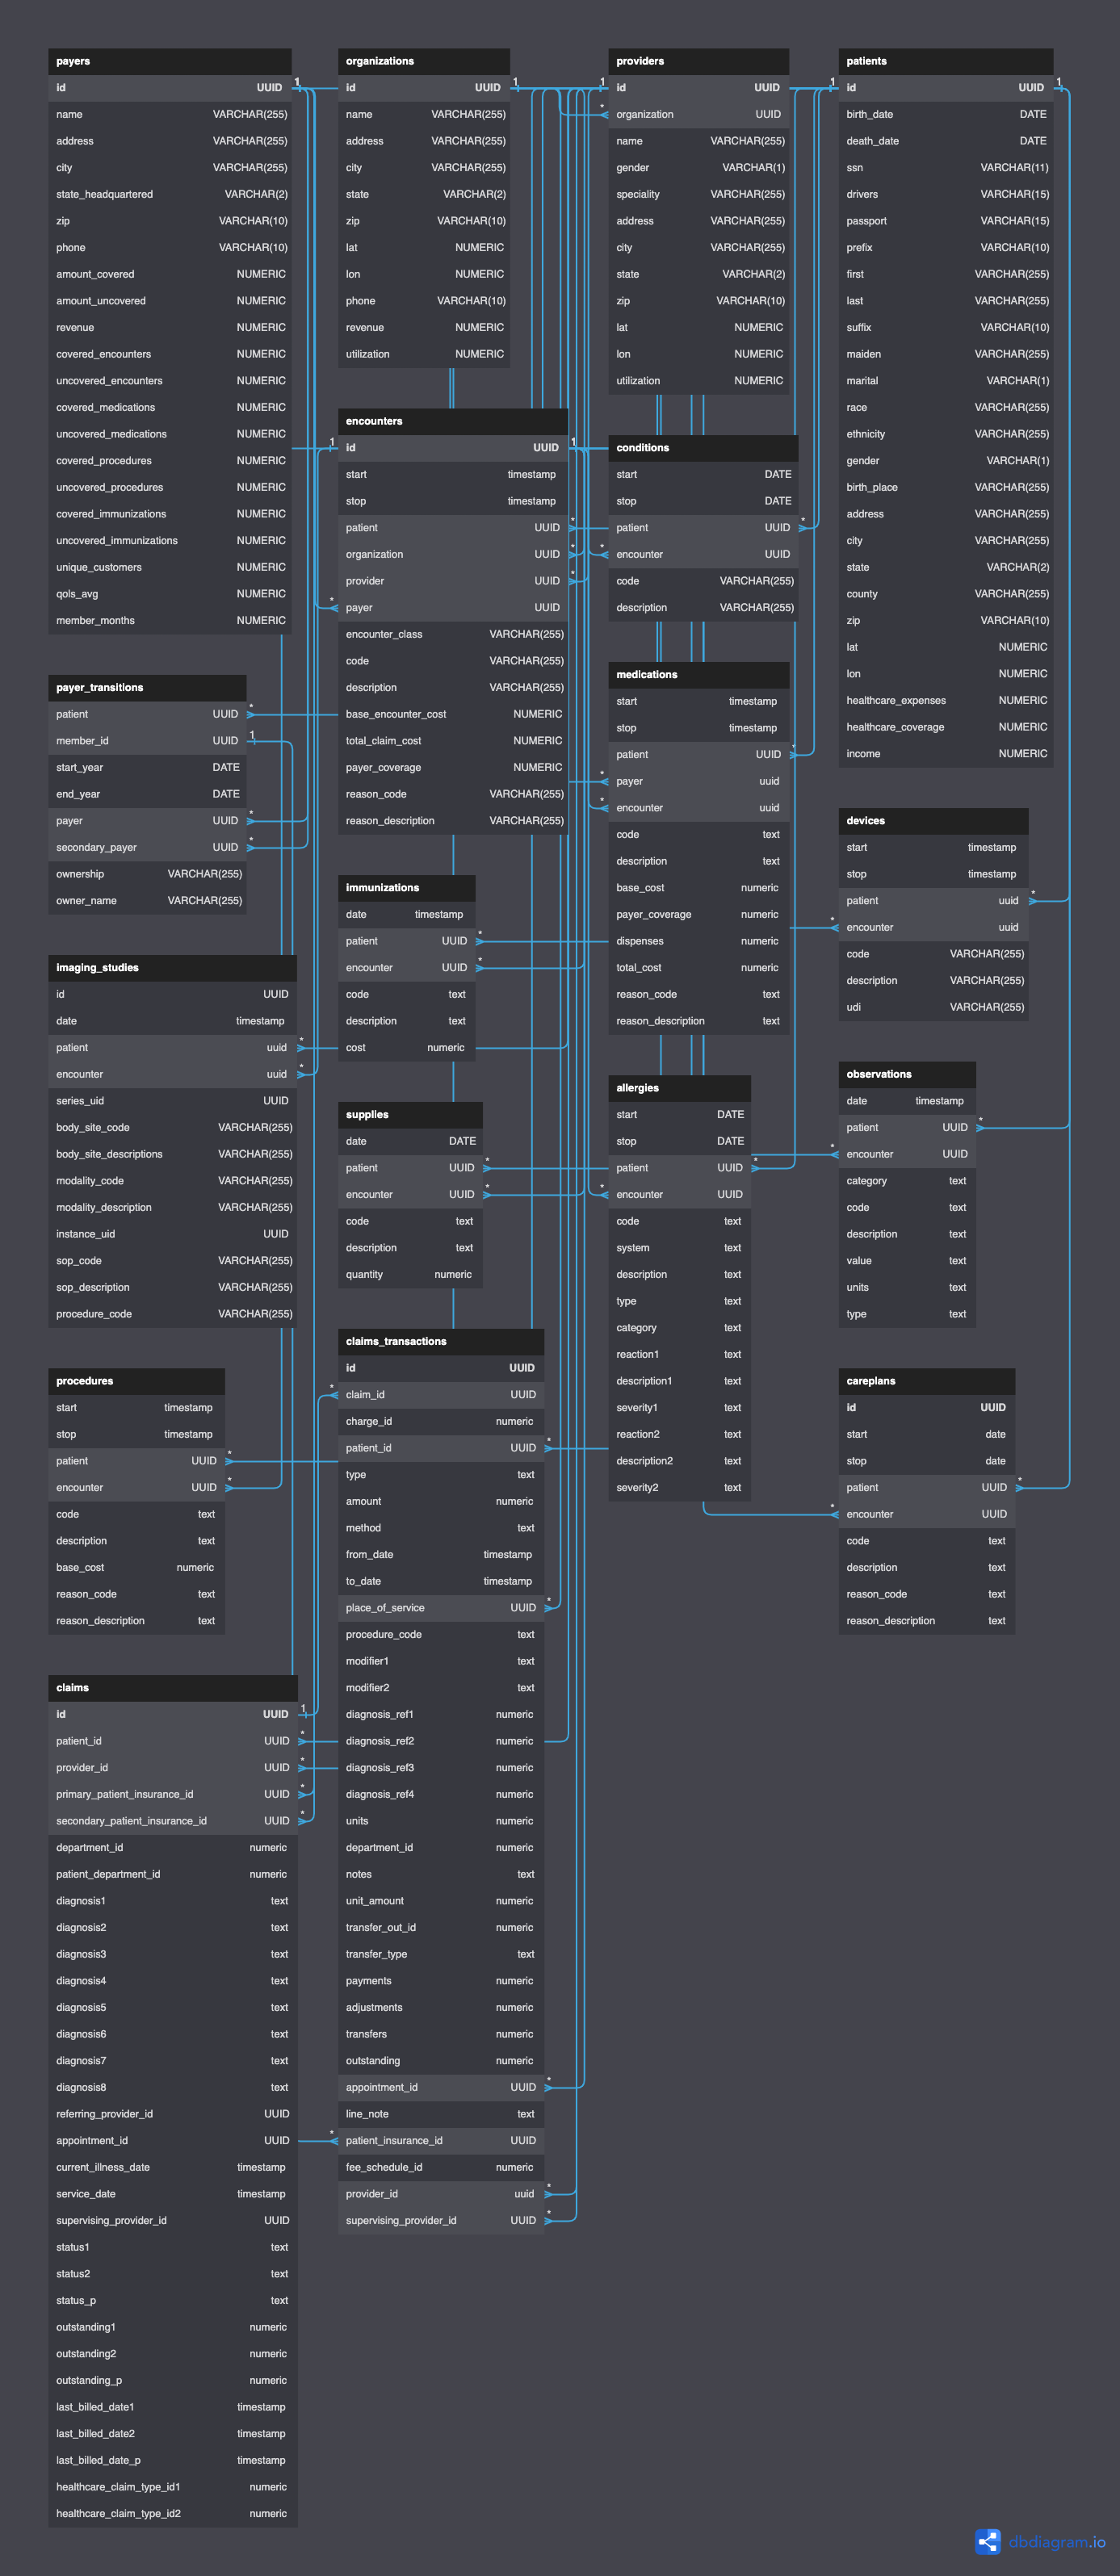 payers
id UUID
name VARCHAR(255)
address VARCHAR(255)
city VARCHAR(255)
state_headquartered VARCHAR(2)
zip VARCHAR(10)
phone VARCHAR(10)
amount_covered NUMERIC
amount_uncovered NUMERIC
revenue NUMERIC
covered_encounters NUMERIC
uncovered_encounters NUMERIC
covered_medications NUMERIC
uncovered_medications NUMERIC
covered_procedures NUMERIC
uncovered_procedures NUMERIC
covered_immunizations NUMERIC
uncovered_immunizations NUMERIC
unique_customers NUMERIC
qols_avg NUMERIC
member_months NUMERIC
payer_transitions
patient UUID
member_id UUID
start_year DATE
end_year DATE
payer UUID
secondary_payer UUID
ownership VARCHAR(255)
owner_name VARCHAR(255)
imaging_studies
id UUID
date timestamp
patient uuid
encounter uuid
series_uid UUID
body_site_code VARCHAR(255)
body_site_descriptions VARCHAR(255)
modality_code VARCHAR(255)
modality_description VARCHAR(255)
instance_uid UUID
sop_code VARCHAR(255)
sop_description VARCHAR(255)
procedure_code VARCHAR(255)
procedures
start timestamp
stop timestamp
patient UUID
encounter UUID
code text
description text
base_cost numeric
reason_code text
reason_description text
claims
id UUID
patient_id UUID
provider_id UUID
primary_patient_insurance_id UUID
secondary_patient_insurance_id UUID
department_id numeric
patient_department_id numeric
diagnosis1 text
diagnosis2 text
diagnosis3 text
diagnosis4 text
diagnosis5 text
diagnosis6 text
diagnosis7 text
diagnosis8 text
referring_provider_id UUID
appointment_id UUID
current_illness_date timestamp
service_date timestamp
supervising_provider_id UUID
status1 text
status2 text
status_p text
outstanding1 numeric
outstanding2 numeric
outstanding_p numeric
last_billed_date1 timestamp
last_billed_date2 timestamp
last_billed_date_p timestamp
healthcare_claim_type_id1 numeric
healthcare_claim_type_id2 numeric
organizations
id UUID
name VARCHAR(255)
address VARCHAR(255)
city VARCHAR(255)
state VARCHAR(2)
zip VARCHAR(10)
lat NUMERIC
lon NUMERIC
phone VARCHAR(10)
revenue NUMERIC
utilization NUMERIC
encounters
id UUID
start timestamp
stop timestamp
patient UUID
organization UUID
provider UUID
payer UUID
encounter_class VARCHAR(255)
code VARCHAR(255)
description VARCHAR(255)
base_encounter_cost NUMERIC
total_claim_cost NUMERIC
payer_coverage NUMERIC
reason_code VARCHAR(255)
reason_description VARCHAR(255)
immunizations
date timestamp
patient UUID
encounter UUID
code text
description text
cost numeric
supplies
date DATE
patient UUID
encounter UUID
code text
description text
quantity numeric
claims_transactions
id UUID
claim_id UUID
charge_id numeric
patient_id UUID
type text
amount numeric
method text
from_date timestamp
to_date timestamp
place_of_service UUID
procedure_code text
modifier1 text
modifier2 text
diagnosis_ref1 numeric
diagnosis_ref2 numeric
diagnosis_ref3 numeric
diagnosis_ref4 numeric
units numeric
department_id numeric
notes text
unit_amount numeric
transfer_out_id numeric
transfer_type text
payments numeric
adjustments numeric
transfers numeric
outstanding numeric
appointment_id UUID
line_note text
patient_insurance_id UUID
fee_schedule_id numeric
provider_id uuid
supervising_provider_id UUID
providers
id UUID
organization UUID
name VARCHAR(255)
gender VARCHAR(1)
speciality VARCHAR(255)
address VARCHAR(255)
city VARCHAR(255)
state VARCHAR(2)
zip VARCHAR(10)
lat NUMERIC
lon NUMERIC
utilization NUMERIC
conditions
start DATE
stop DATE
patient UUID
encounter UUID
code VARCHAR(255)
description VARCHAR(255)
medications
start timestamp
stop timestamp
patient UUID
payer uuid
encounter uuid
code text
description text
base_cost numeric
payer_coverage numeric
dispenses numeric
total_cost numeric
reason_code text
reason_description text
allergies
start DATE
stop DATE
patient UUID
encounter UUID
code text
system text
description text
type text
category text
reaction1 text
description1 text
severity1 text
reaction2 text
description2 text
severity2 text
patients
id UUID
birth_date DATE
death_date DATE
ssn VARCHAR(11)
drivers VARCHAR(15)
passport VARCHAR(15)
prefix VARCHAR(10)
first VARCHAR(255)
last VARCHAR(255)
suffix VARCHAR(10)
maiden VARCHAR(255)
marital VARCHAR(1)
race VARCHAR(255)
ethnicity VARCHAR(255)
gender VARCHAR(1)
birth_place VARCHAR(255)
address VARCHAR(255)
city VARCHAR(255)
state VARCHAR(2)
county VARCHAR(255)
zip VARCHAR(10)
lat NUMERIC
lon NUMERIC
healthcare_expenses NUMERIC
healthcare_coverage NUMERIC
income NUMERIC
devices
start timestamp
stop timestamp
patient uuid
encounter uuid
code VARCHAR(255)
description VARCHAR(255)
udi VARCHAR(255)
observations
date timestamp
patient UUID
encounter UUID
category text
code text
description text
value text
units text
type text
careplans
id UUID
start date
stop date
patient UUID
encounter UUID
code text
description text
reason_code text
reason_description text
dbdiagram.io